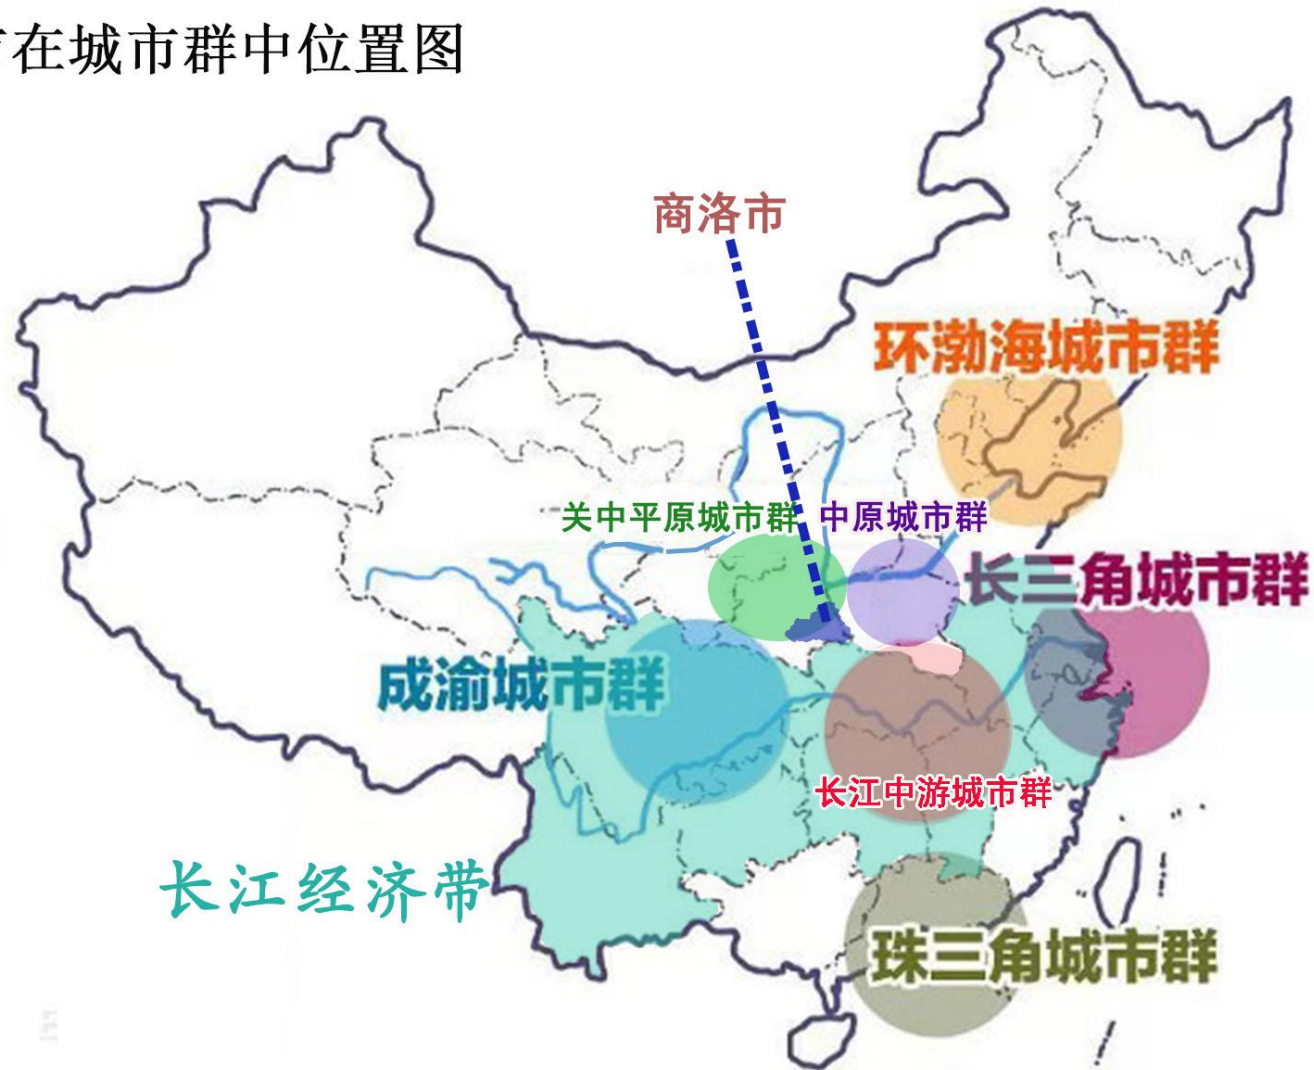 在城市群中位置图
商洛市
环渤海城市群
关中平原城市群
中原城市群
长三角城市群
成渝城市群
长江中游城市群
长江经济带
珠三角城市群